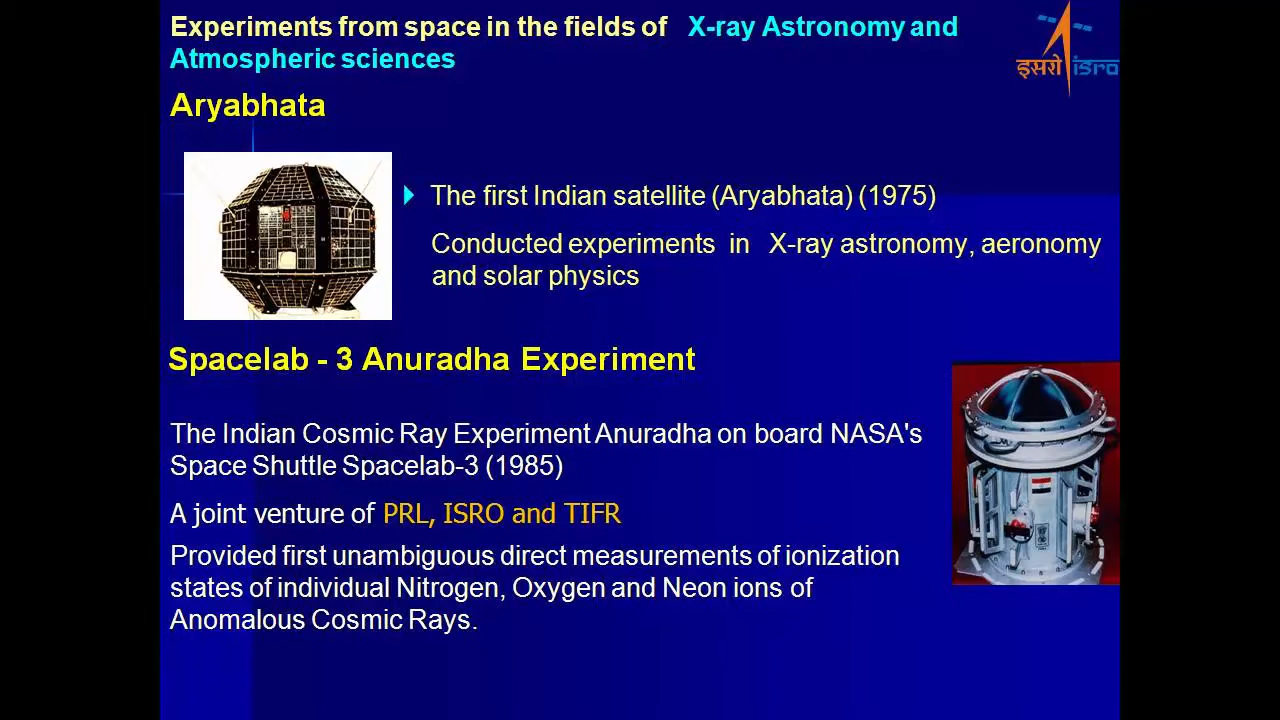 Experiments from space in the fields of X-ray Astronomy and
Atmospheric sciences
इसरो isro
Aryabhata
The first Indian satellite (Aryabhata) (1975)
Conducted experiments in X-ray astronomy, aeronomy
and solar physics
Spacelab - 3 Anuradha Experiment
The Indian Cosmic Ray Experiment Anuradha on board NASA's
Space Shuttle Spacelab-3 (1985)
A joint venture of PRL, ISRO and TIFR
Provided first unambiguous direct measurements of ionization
states of individual Nitrogen, Oxygen and Neon ions of
Anomalous Cosmic Rays.